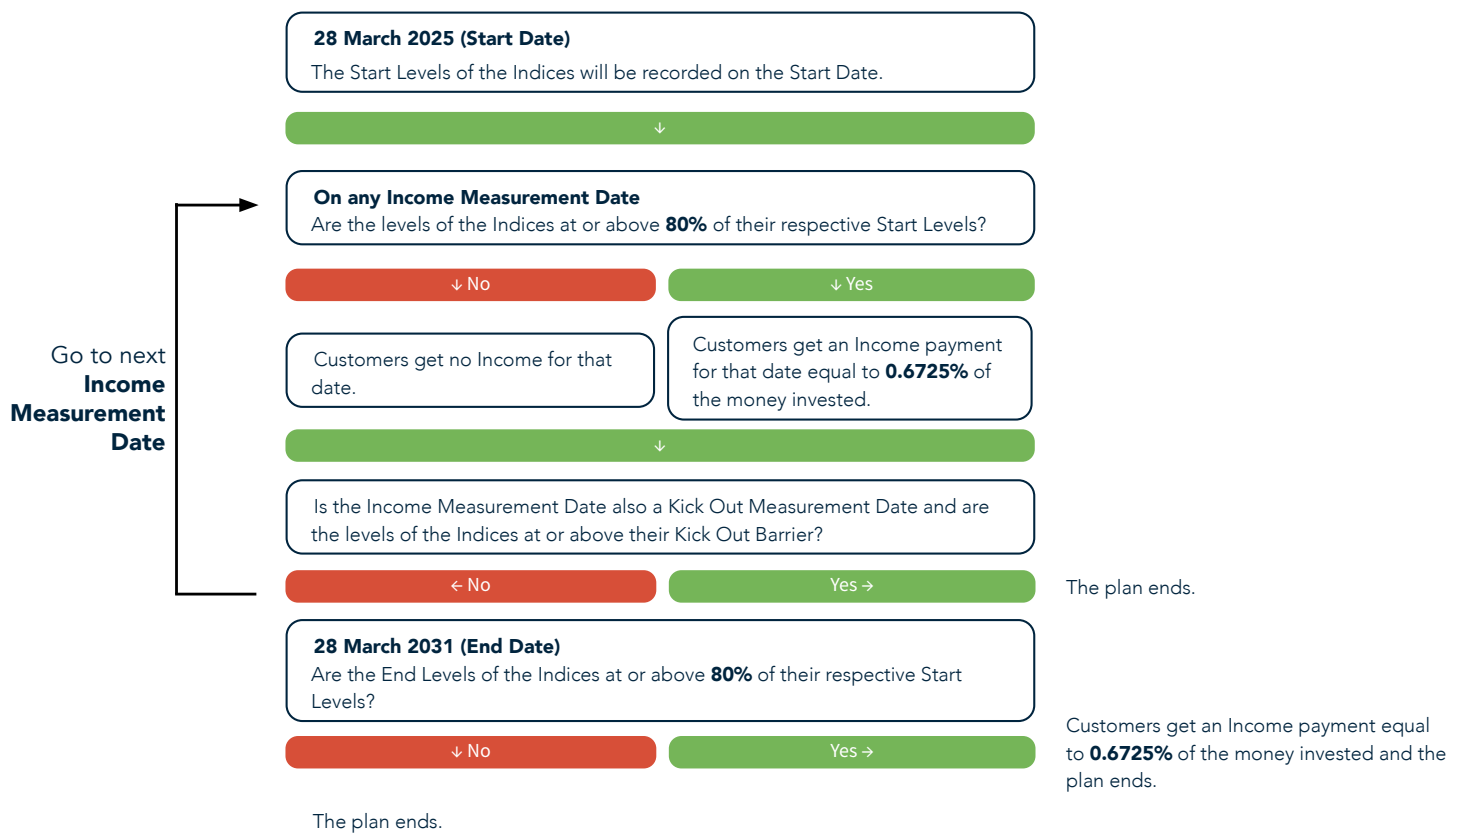 28 March 2025 (Start Date)
The Start Levels of the Indices will be recorded on the Start Date.
↓
On any Income Measurement Date
Are the levels of the Indices at or above 80% of their respective Start Levels?
↓ No
↓ Yes
Go to next
Income
Measurement
Date
Customers get no Income for that
date.
Customers get an Income payment
for that date equal to 0.6725% of
the money invested.
↓
Is the Income Measurement Date also a Kick Out Measurement Date and are
the levels of the Indices at or above their Kick Out Barrier?
← No
Yes →
The plan ends.
28 March 2031 (End Date)
Are the End Levels of the Indices at or above 80% of their respective Start
Levels?
↓ No
Yes →
Customers get an Income payment equal
to 0.6725% of the money invested and the
plan ends.
The plan ends.